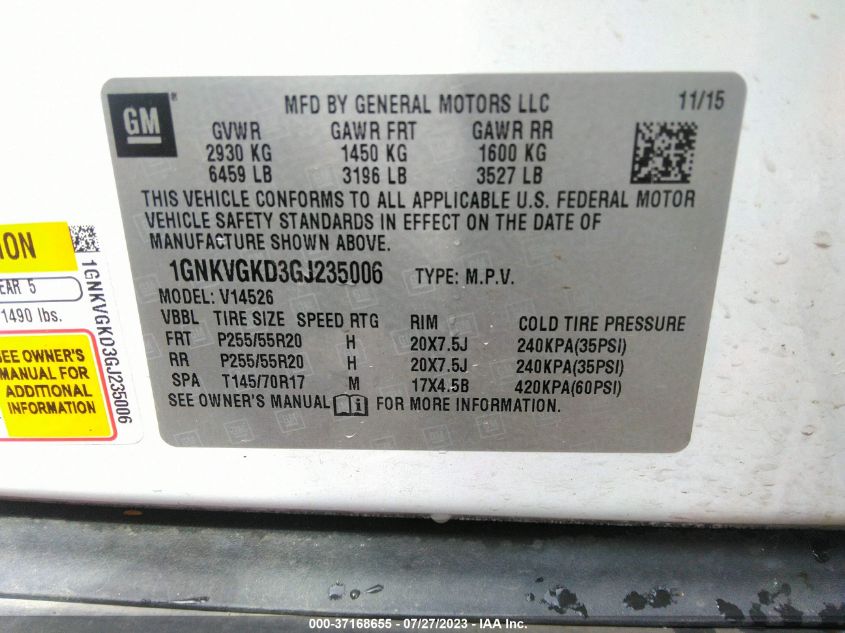 GM
MFD BY GENERAL MOTORS LLC 11/15
GVWR GAWR FRT GAWR RR
2930 KG 1450 KG 1600 KG
6459 LB 3196 LB 3527 LB
THIS VEHICLE CONFORMS TO ALL APPLICABLE U.S. FEDERAL MOTOR
VEHICLE SAFETY STANDARDS IN EFFECT ON THE DATE OF
MANUFACTURE SHOWN ABOVE.
1GNKVGKD3GJ235006 TYPE: M.P.V.
MODEL: V14526
VBBL TIRE SIZE SPEED RTG RIM COLD TIRE PRESSURE
FRT P255/55R20 H 20X7.5J 240KPA(35PSI)
RR P255/55R20 H 20X7.5J 240KPA(35PSI)
SPA T145/70R17 M 17X4.5B 420KPA(60PSI)
SEE OWNER'S MANUAL FOR MORE INFORMATION.
ION
EAR 5
1490 lbs.
SEE OWNER'S
MANUAL FOR
ADDITIONAL
INFORMATION
1GNKVGKD3GJ235006
000-37168655 - 07/27/2023 - IAA Inc.